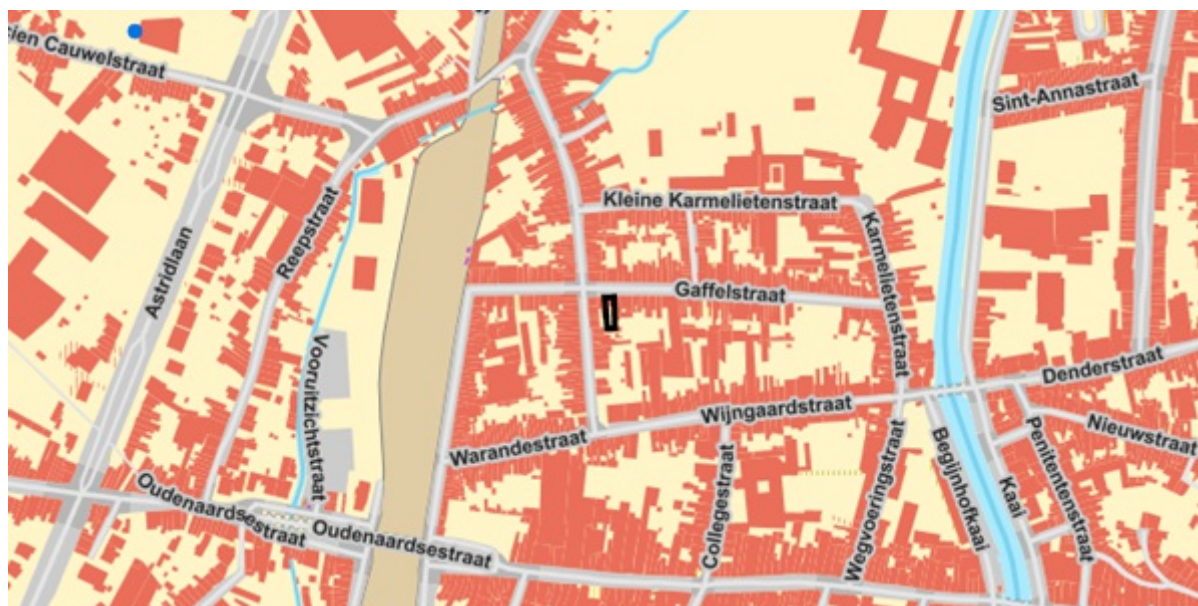 cien Cauwelstraat
Sint-Annastraat
Kleine Karmelietenstraat
Reepstraat
Astridlaan
Karmelietenstraat
Gaffelstraat
Vooruitzichtstraat
Denderstraat
Wijngaardstraat
Warandestraat
Nieuwstraat
Penitentenstraat
Begijnhofkaai
Kaai
Wegvoeringstraat
Collegestraat
Oudenaardsestraat
Oudenaardsestraat